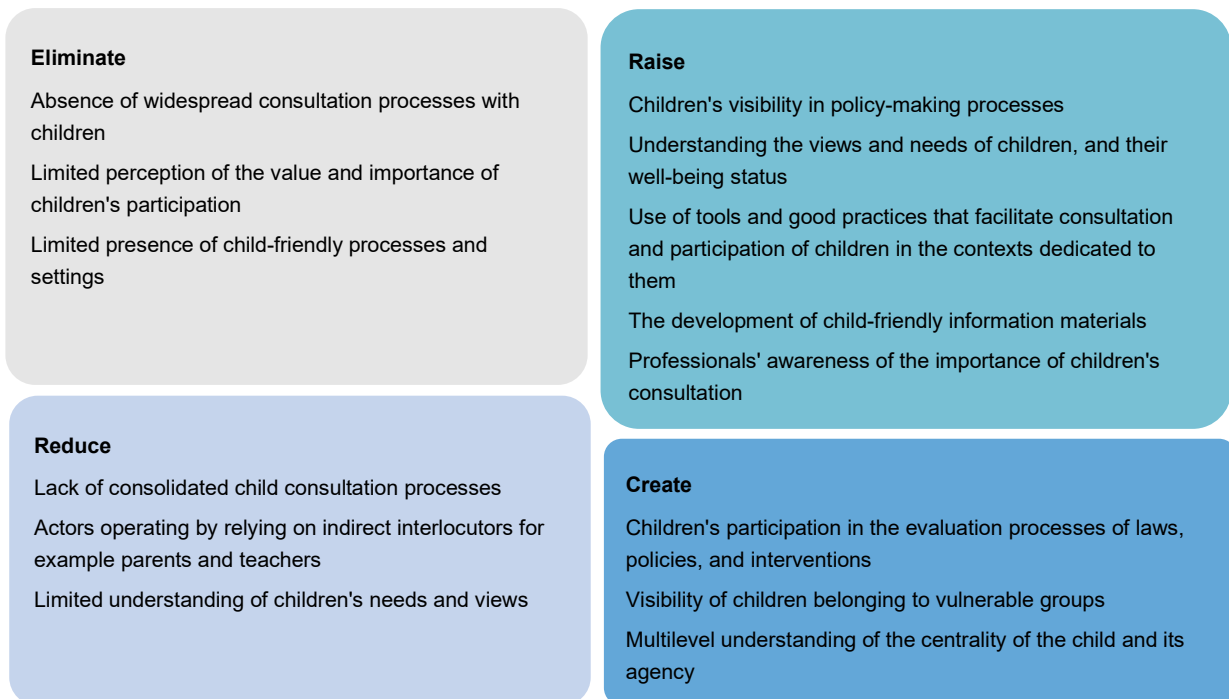 Eliminate
Absence of widespread consultation processes with
children
Limited perception of the value and importance of
children's participation
Limited presence of child-friendly processes and
settings
Raise
Children's visibility in policy-making processes
Understanding the views and needs of children, and their
well-being status
Use of tools and good practices that facilitate consultation
and participation of children in the contexts dedicated to
them
The development of child-friendly information materials
Professionals' awareness of the importance of children's
consultation
Reduce
Lack of consolidated child consultation processes
Actors operating by relying on indirect interlocutors for
example parents and teachers
Limited understanding of children's needs and views
Create
Children's participation in the evaluation processes of laws,
policies, and interventions
Visibility of children belonging to vulnerable groups
Multilevel understanding of the centrality of the child and its
agency